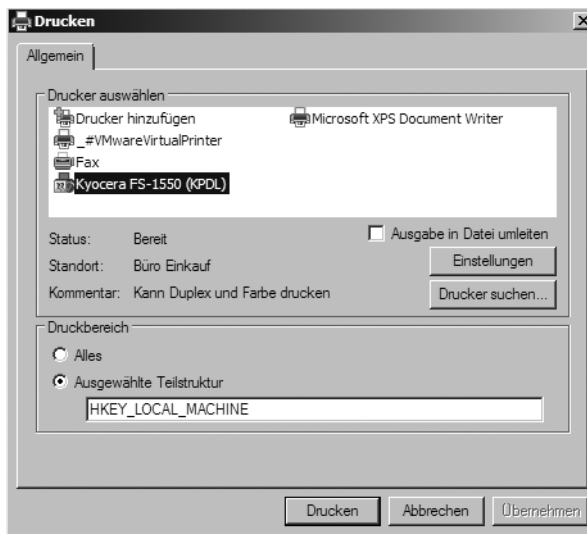 Drucken
Allgemein
Drucker auswählen
Drucker hinzufügen
Microsoft XPS Document Writer
_#VMwareVirtualPrinter
Fax
Kyocera FS-1550 (KPDL)
Status: Bereit
Ausgabe in Datei umleiten
Standort: Büro Einkauf
Einstellungen
Kommentar: Kann Duplex und Farbe drucken
Drucker suchen...
Druckbereich
Alles
Ausgewählte Teilstruktur
HKEY_LOCAL_MACHINE
Drucken
Abbrechen
Übernehmen